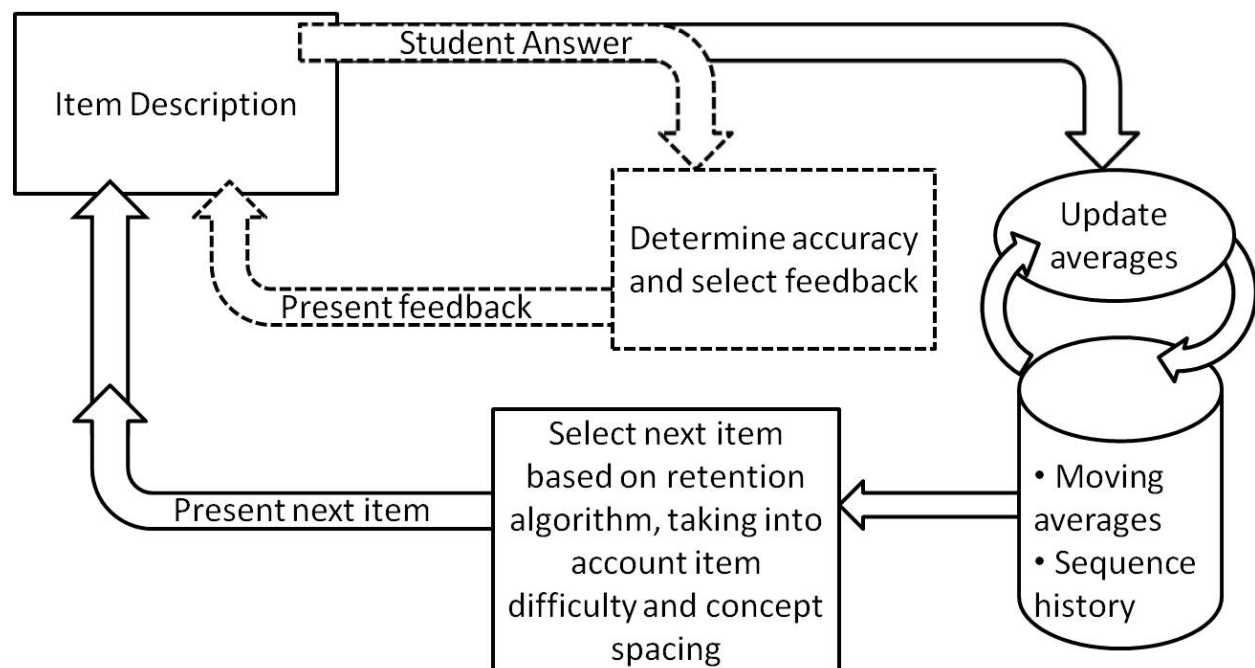 Student Answer
Item Description
Update
averages
Determine accuracy
and select feedback
Present feedback
Select next item
based on retention
algorithm, taking into
account item
difficulty and concept
spacing
Present next item
• Moving
averages
• Sequence
history